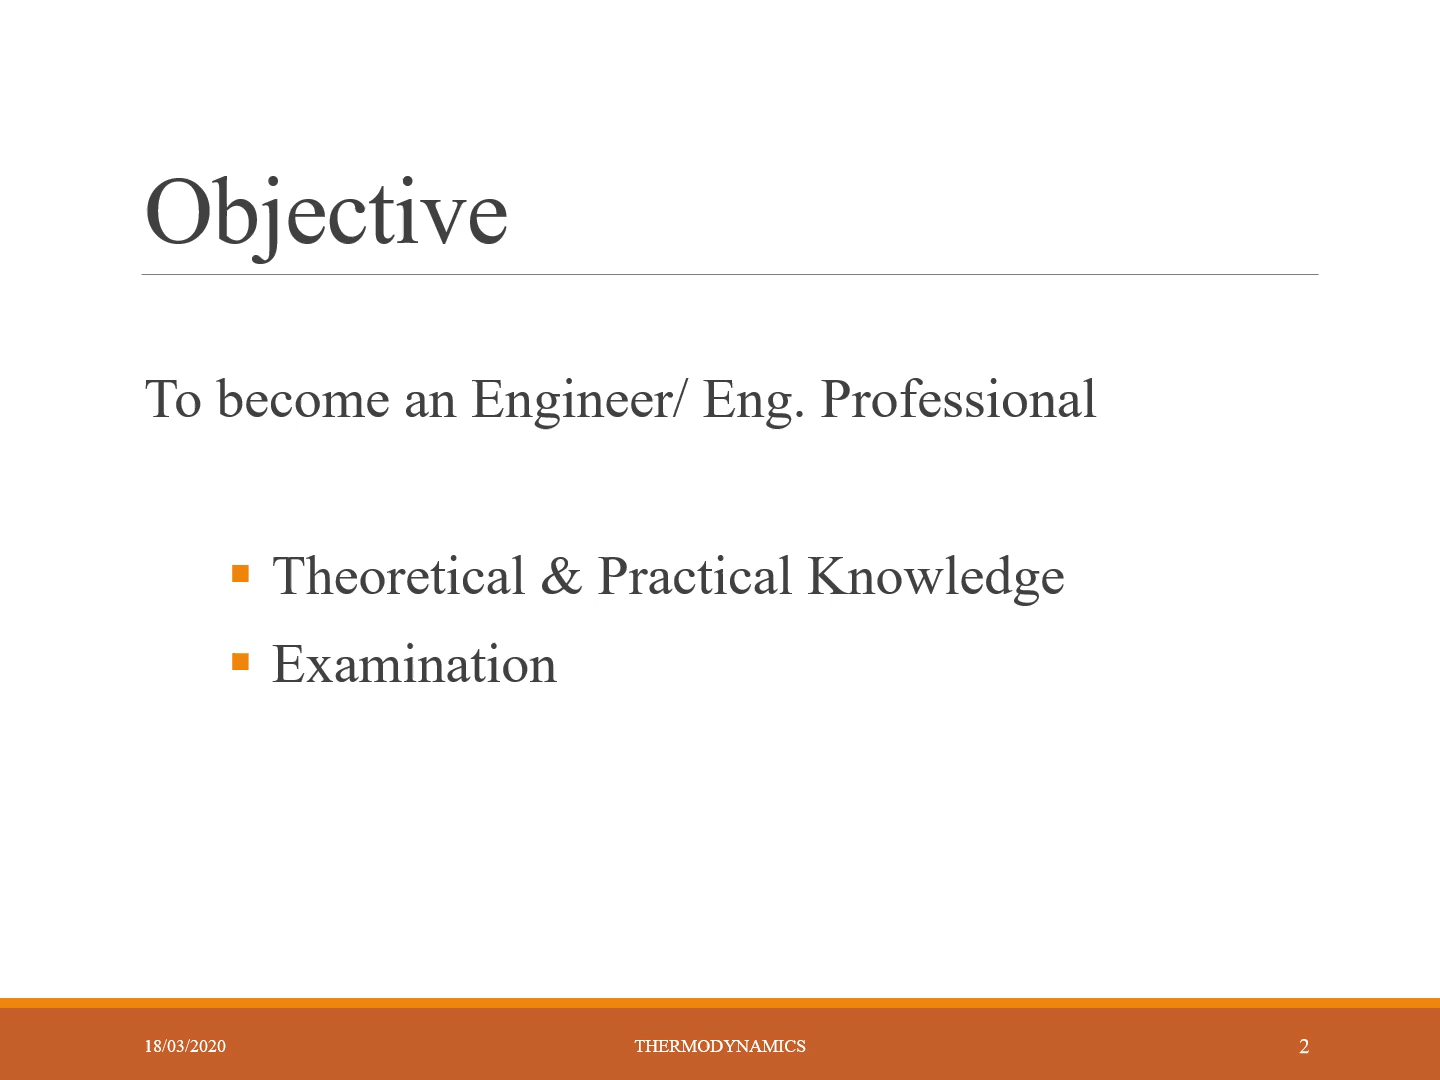 Objective
To become an Engineer/ Eng. Professional
▪ Theoretical & Practical Knowledge
▪ Examination
18/03/2020
THERMODYNAMICS
2